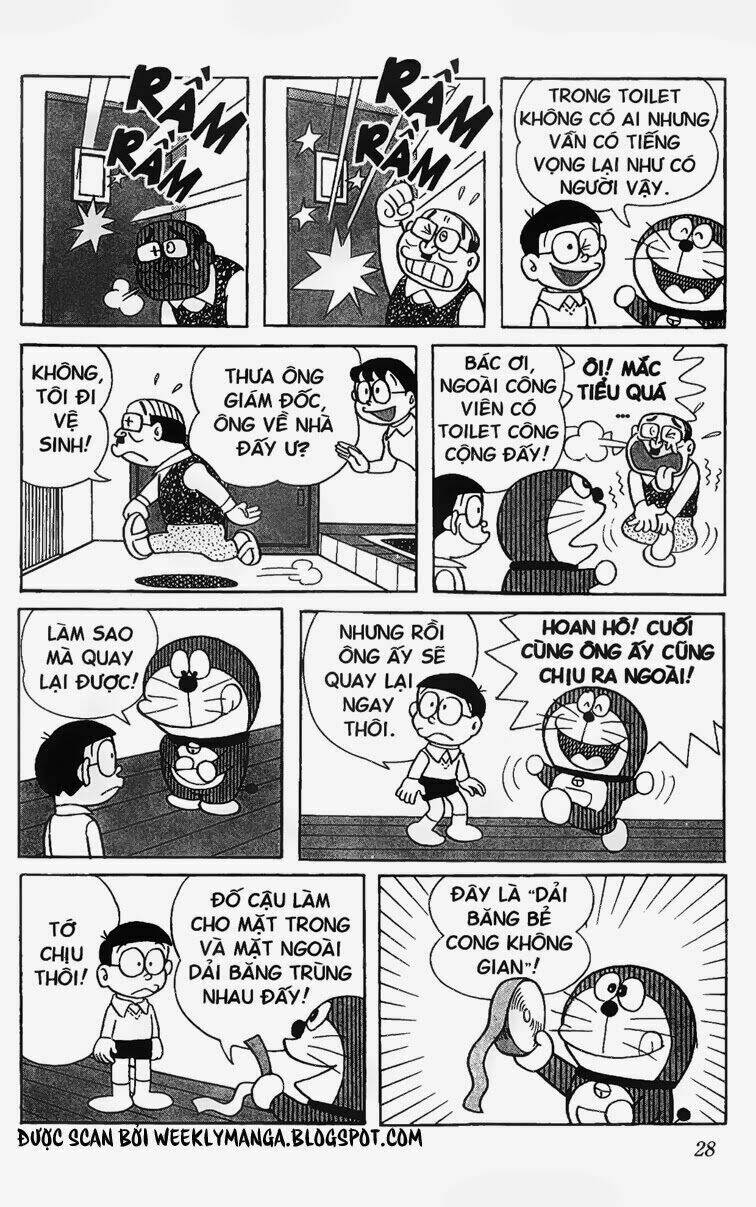 TRONG TOILET
KHÔNG CÓ AI NHƯNG
VẪN CÓ TIẾNG
VỌNG LẠI NHƯ CÓ
NGƯỜI VẬY.
RẦM
RẦM
RẦM
RẦM
ÔI! MẮC
TIỂU QUÁ
...
BÁC ƠI,
NGOÀI CÔNG
VIÊN CÓ
TOILET CÔNG
CỘNG ĐẤY!
THƯA ÔNG
GIÁM ĐỐC,
ÔNG VỀ NHÀ
ĐẤY Ư?
KHÔNG,
TÔI ĐI
VỆ
SINH!
HOAN HÔ! CUỐI
CÙNG ÔNG ẤY CŨNG
CHỊU RA NGOÀI!
NHƯNG RỒI
ÔNG ẤY SẼ
QUAY LẠI
NGAY
THÔI.
LÀM SAO
MÀ QUAY
LẠI ĐƯỢC!
ĐÂY LÀ "DẢI
BĂNG BẺ
CONG KHÔNG
GIAN"!
ĐỐ CẬU LÀM
CHO MẶT TRONG
VÀ MẶT NGOÀI
DẢI BĂNG TRÙNG
NHAU ĐẤY!
TỚ
CHỊU
THÔI!
ĐƯỢC SCAN BỞI WEEKLYMANGA.BLOGSPOT.COM
28